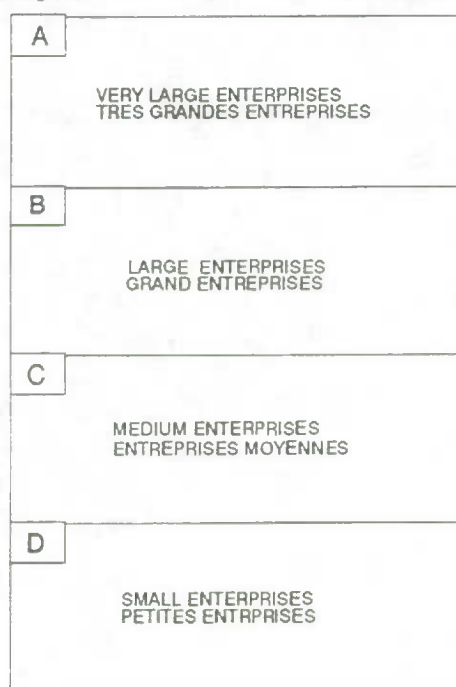 A
VERY LARGE ENTERPRISES
TRES GRANDES ENTREPRISES
B
LARGE ENTERPRISES
GRAND ENTREPRISES
C
MEDIUM ENTERPRISES
ENTREPRISES MOYENNES
D
SMALL ENTERPRISES
PETITES ENTRPRISES